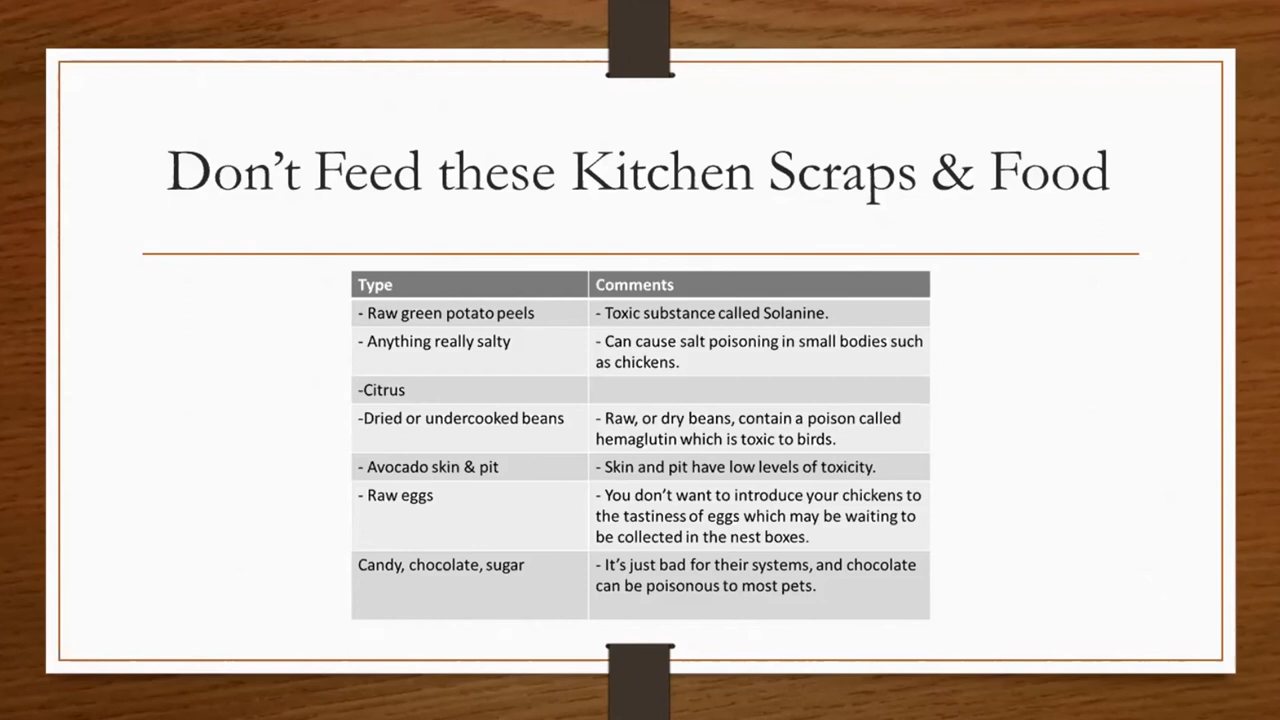 Don't Feed these Kitchen Scraps & Food
Type
Comments
- Raw green potato peels
- Toxic substance called Solanine.
- Anything really salty
- Can cause salt poisoning in small bodies such
as chickens.
-Citrus
-Dried or undercooked beans
- Raw, or dry beans, contain a poison called
hemaglutin which is toxic to birds.
- Avocado skin & pit
- Skin and pit have low levels of toxicity.
- Raw eggs
- You don't want to introduce your chickens to
the tastiness of eggs which may be waiting to
be collected in the nest boxes.
Candy, chocolate, sugar
- It's just bad for their systems, and chocolate
can be poisonous to most pets.